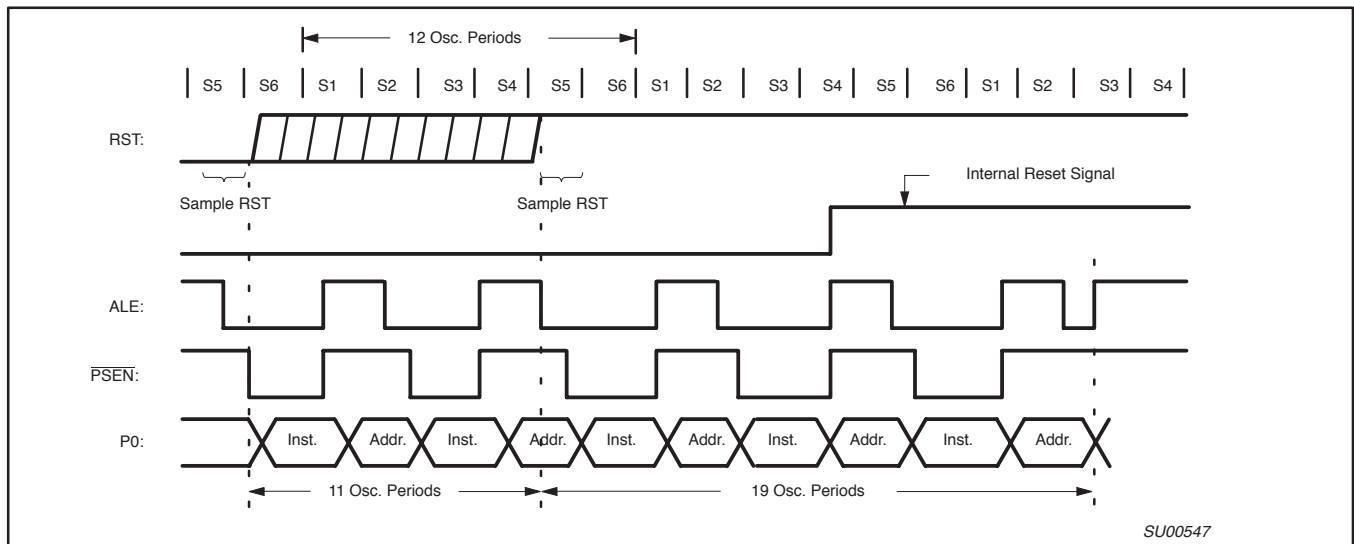 12 Osc. Periods
S5 S6 S1 S2 S3 S4 S5 S6 S1 S2 S3 S4 S5 S6 S1 S2 S3 S4
RST:
Internal Reset Signal
Sample RST Sample RST
ALE:
PSEN:
P0: Inst. Addr. Inst. Addr. Inst. Addr. Inst. Addr. Inst. Addr.
11 Osc. Periods 19 Osc. Periods
SU00547